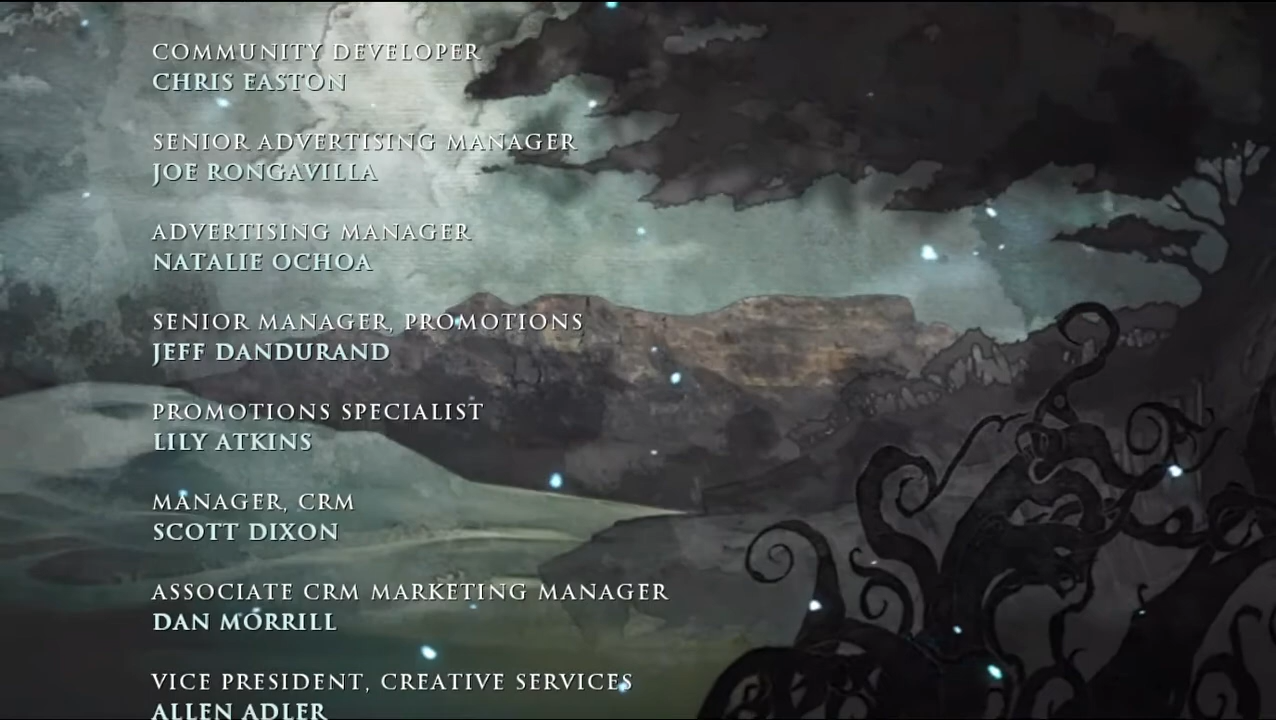 COMMUNITY DEVELOPER
CHRIS EASTON
SENIOR ADVERTISING MANAGER
JOE RONGAVILLA
ADVERTISING MANAGER
NATALIE OCHOA
SENIOR MANAGER, PROMOTIONS
JEFF DANDURAND
PROMOTIONS SPECIALIST
LILY ATKINS
MANAGER, CRM
SCOTT DIXON
ASSOCIATE CRM MARKETING MANAGER
DAN MORRILL
VICE PRESIDENT, CREATIVE SERVICES
ALLEN ADLER